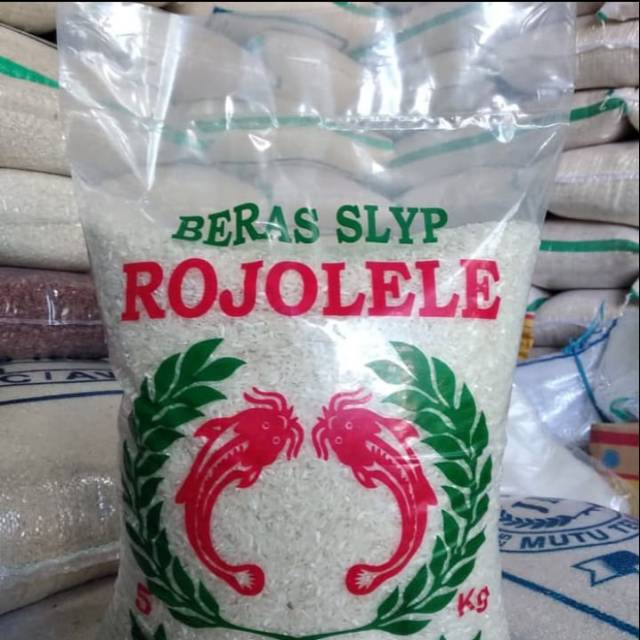 BERAS SLYP
ROJOLELE
5 Kg
MUTU